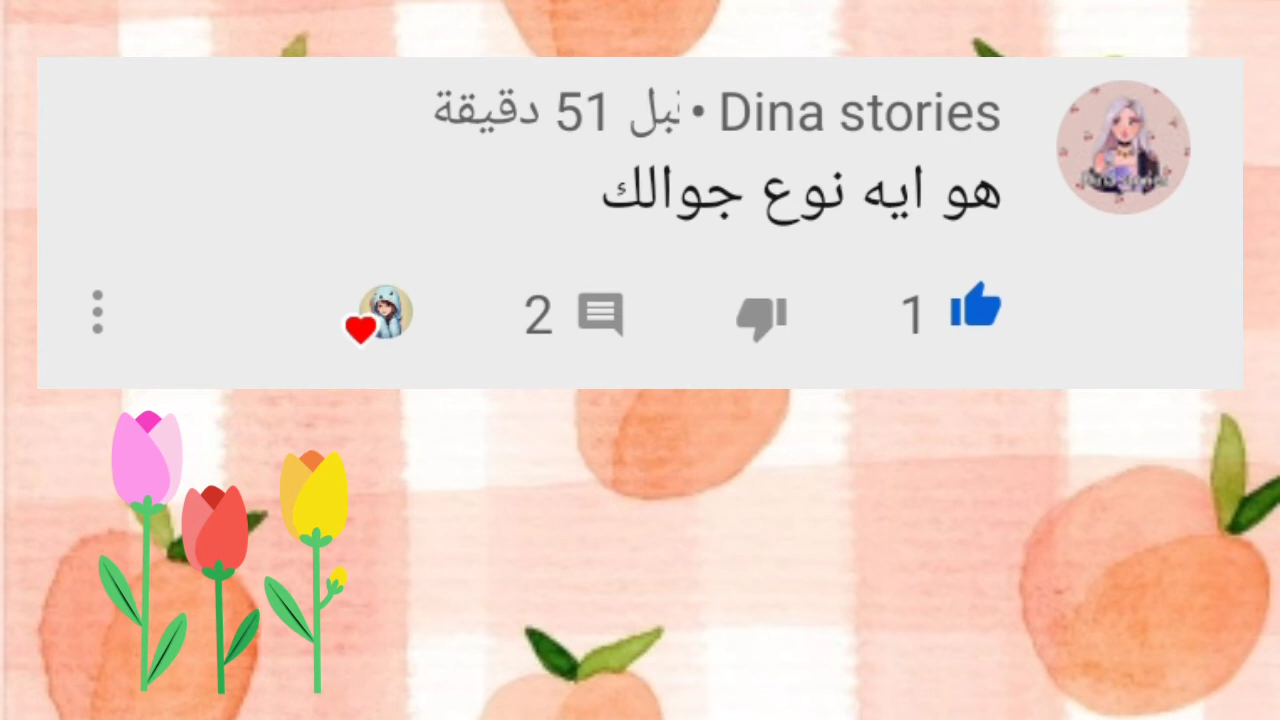 Dina stories • قبل 51 دقيقة
هو ايه نوع جوالك
1 2